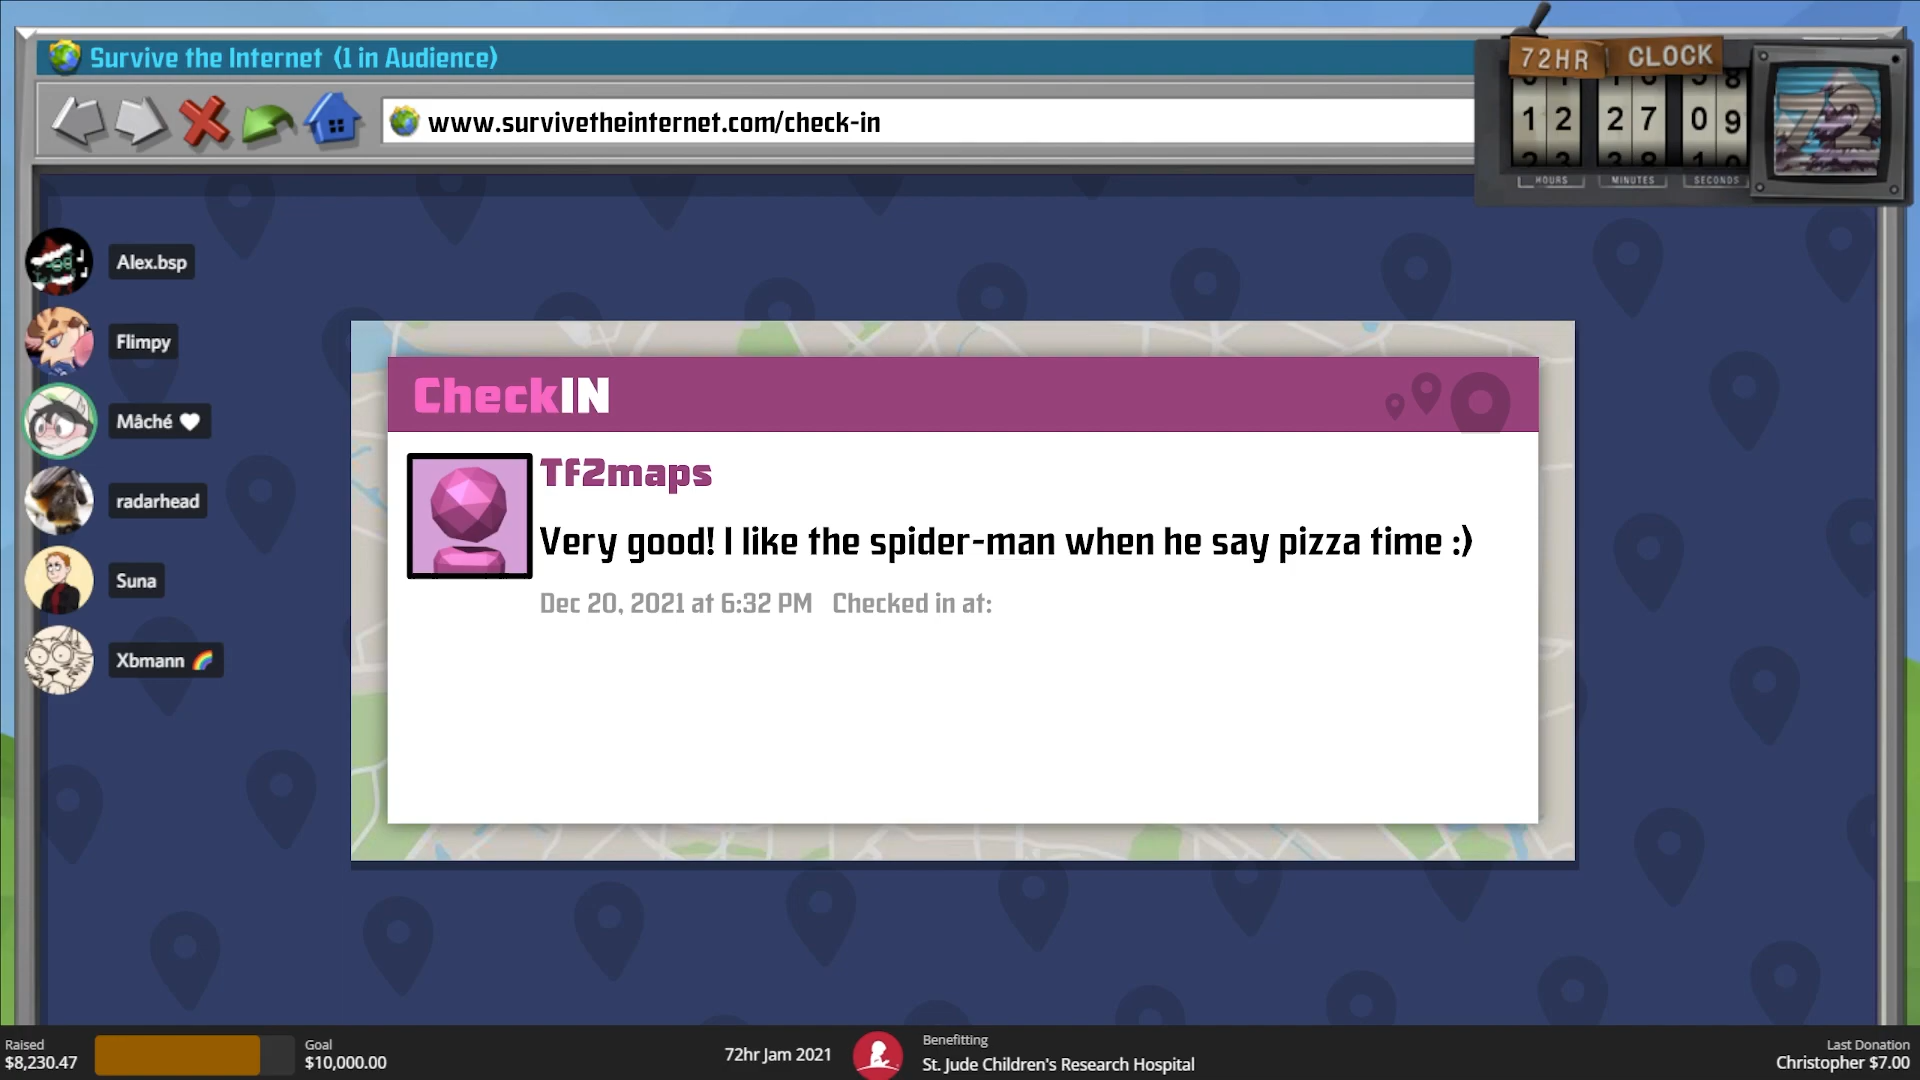 Survive the Internet (1 in Audience)
72HR CLOCK
www.survivetheinternet.com/check-in
12 27 09
HOURS MINUTES SECONDS
72
Alex.bsp
Flimpy
Mâché 🤍
radarhead
Suna
Xbmann 🌈
CheckIN
Tf2maps
Very good! I like the spider-man when he say pizza time :)
Dec 20, 2021 at 6:32 PM Checked in at:
Raised
$8,230.47
Goal
$10,000.00
72hr Jam 2021
Benefitting
St. Jude Children's Research Hospital
Last Donation
Christopher $7.00